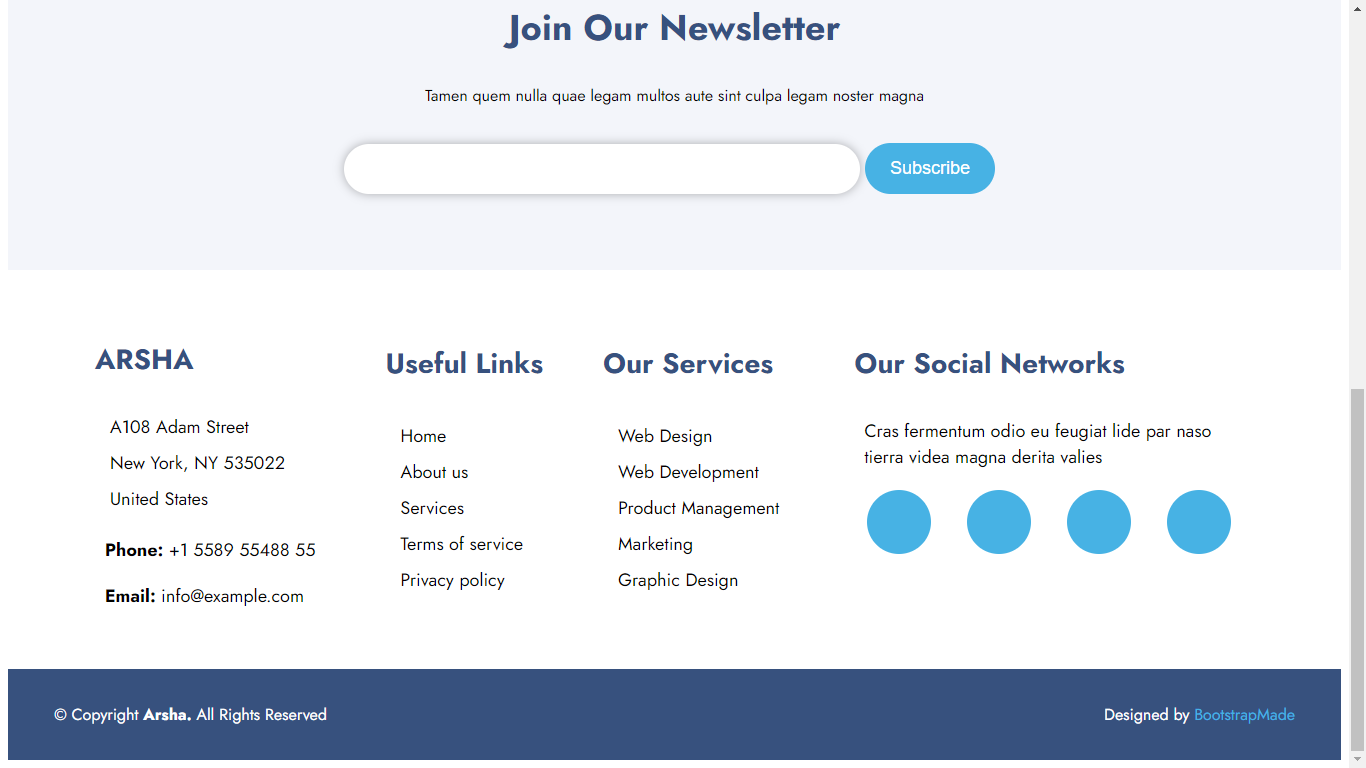 Join Our Newsletter
Tamen quem nulla quae legam multos aute sint culpa legam noster magna
Subscribe
ARSHA
A108 Adam Street
New York, NY 535022
United States
Phone: +1 5589 55488 55
Email: info@example.com
Useful Links
Home
About us
Services
Terms of service
Privacy policy
Our Services
Web Design
Web Development
Product Management
Marketing
Graphic Design
Our Social Networks
Cras fermentum odio eu feugiat lide par naso
tierra videa magna derita valies
© Copyright Arsha. All Rights Reserved
Designed by BootstrapMade